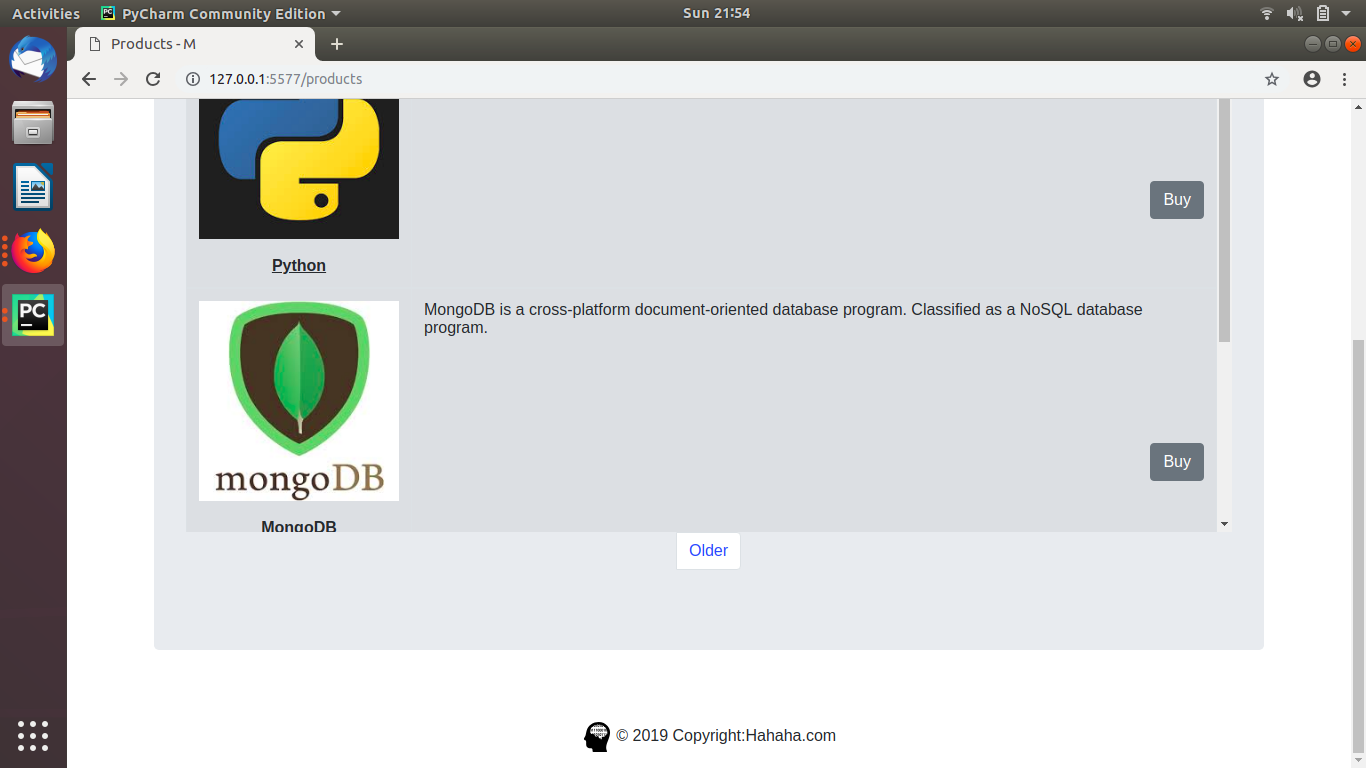 Activities
PyCharm Community Edition
Sun 21:54
Products - M
127.0.0.1:5577/products
Buy
Python
MongoDB is a cross-platform document-oriented database program. Classified as a NoSQL database
program.
mongoDB
Buy
MongoDB
Older
© 2019 Copyright:Hahaha.com
PC